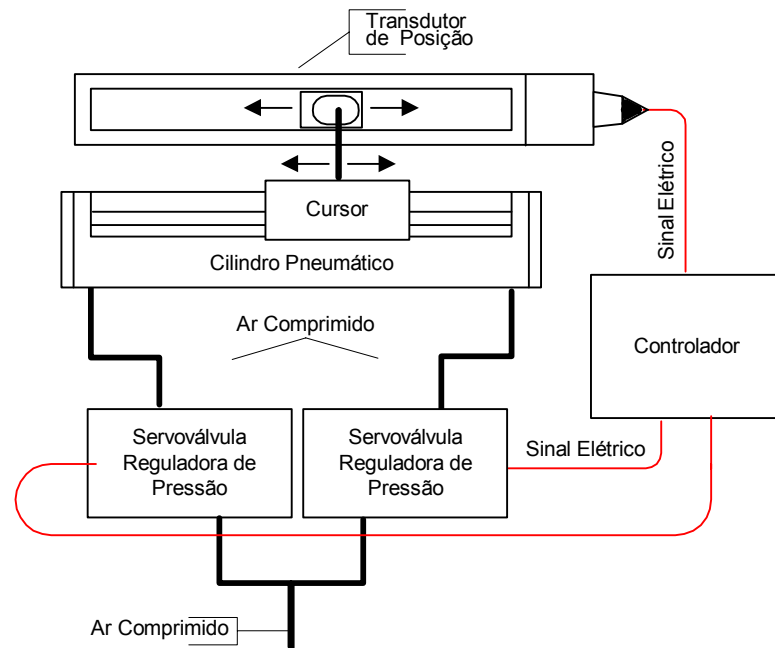 Transdutor
de Posição
Cursor
Cilindro Pneumático
Sinal Elétrico
Ar Comprimido
Controlador
Servoválvula
Reguladora de
Pressão
Servoválvula
Reguladora de
Pressão
Sinal Elétrico
Ar Comprimido